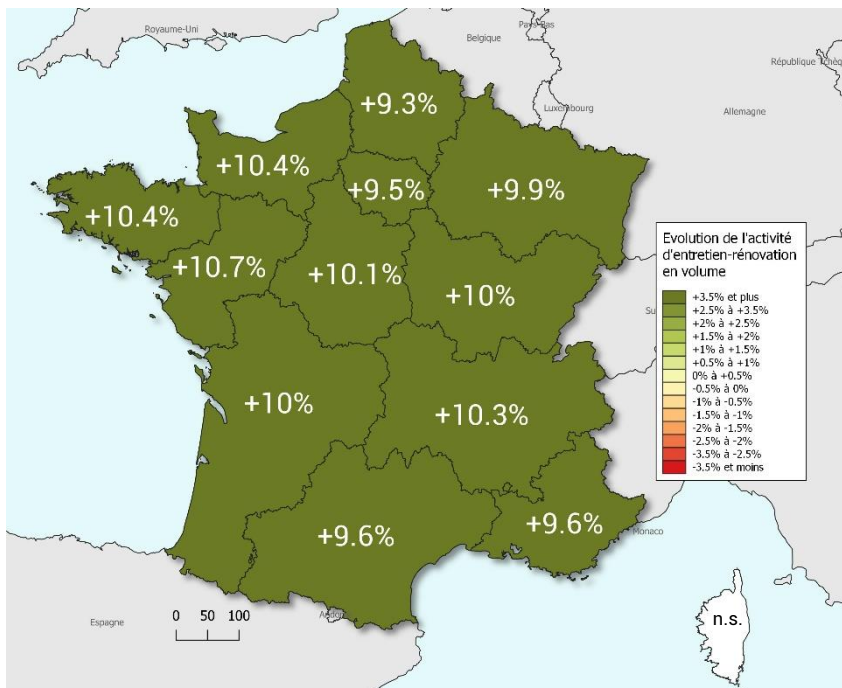 Royaume-Uni
Pays-Bas
Belgique
République Tchèq
Luxembourg
Allemagne
+9.3%
+10.4%
+9.5%
+9.9%
+10.4%
+10.7%
+10.1%
+10%
+10%
+10.3%
+9.6%
+9.6%
Evolution de l'activité
d'entretien-rénovation
en volume
+3.5% et plus
+2.5% à +3.5%
+2% à +2.5%
+1.5% à +2%
+1% à +1.5%
+0.5% à +1%
0% à +0.5%
-0.5% à 0%
-1% à -0.5%
-1.5% à -1%
-2% à -1.5%
-2.5% à -2%
-3.5% à -2.5%
-3.5% et moins
Su
Monaco
Espagne
0 50 100
n.s.